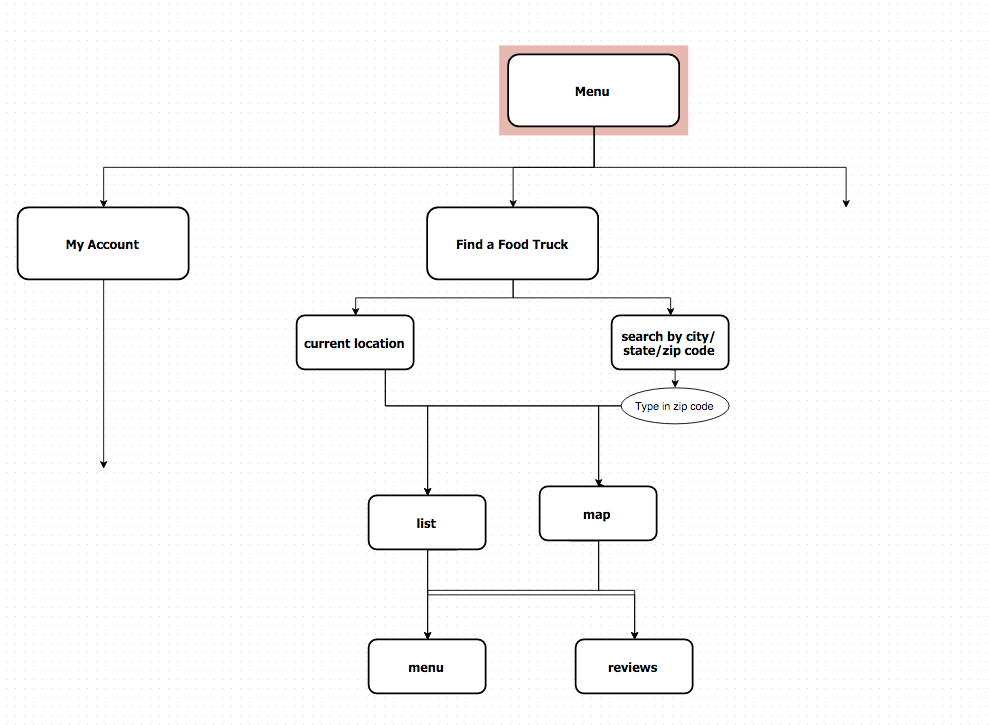 Menu
My Account
Find a Food Truck
current location
search by city/
state/zip code
Type in zip code
list
map
menu
reviews